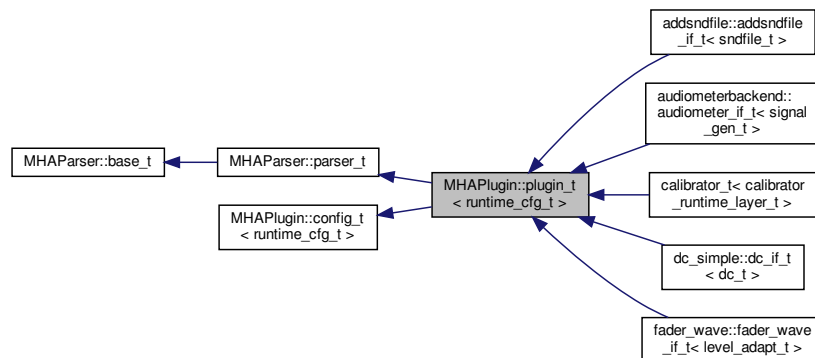 addsndfile::addsndfile
_if_t< sndfile_t >
audiometerbackend::
audiometer_if_t< signal
_gen_t >
MHAParser::base_t
MHAParser::parser_t
MHAPlugin::plugin_t
< runtime_cfg_t >
calibrator_t< calibrator
_runtime_layer_t >
MHAPlugin::config_t
< runtime_cfg_t >
dc_simple::dc_if_t
< dc_t >
fader_wave::fader_wave
_if_t< level_adapt_t >